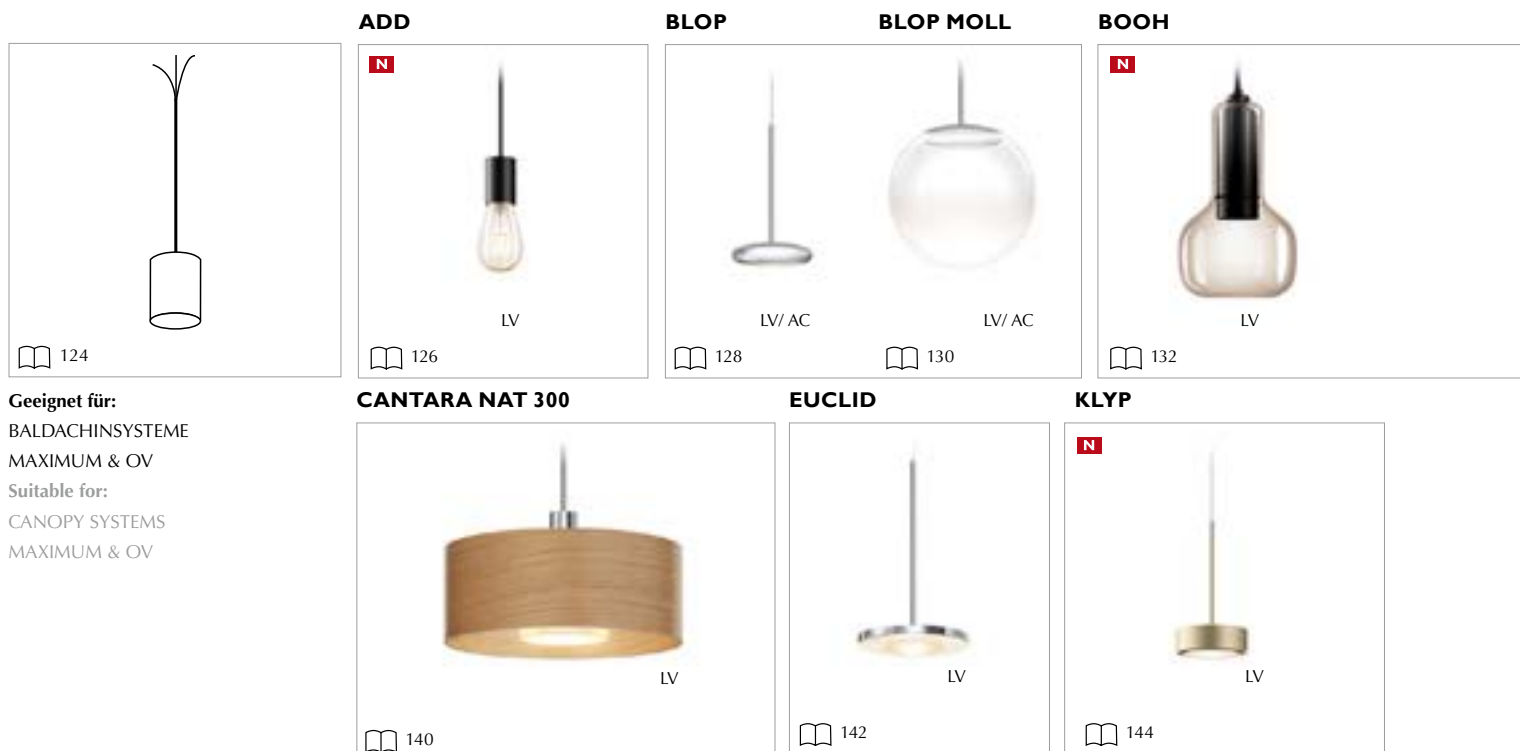 ADD
BLOP
BLOP MOLL
BOOH
N
N
LV
LV/ AC
LV/ AC
LV
124
126
128
130
132
Geeignet für:
BALDACHINSYSTEME
MAXIMUM & OV
Suitable for:
CANOPY SYSTEMS
MAXIMUM & OV
CANTARA NAT 300
EUCLID
KLYP
N
LV
LV
LV
140
142
144